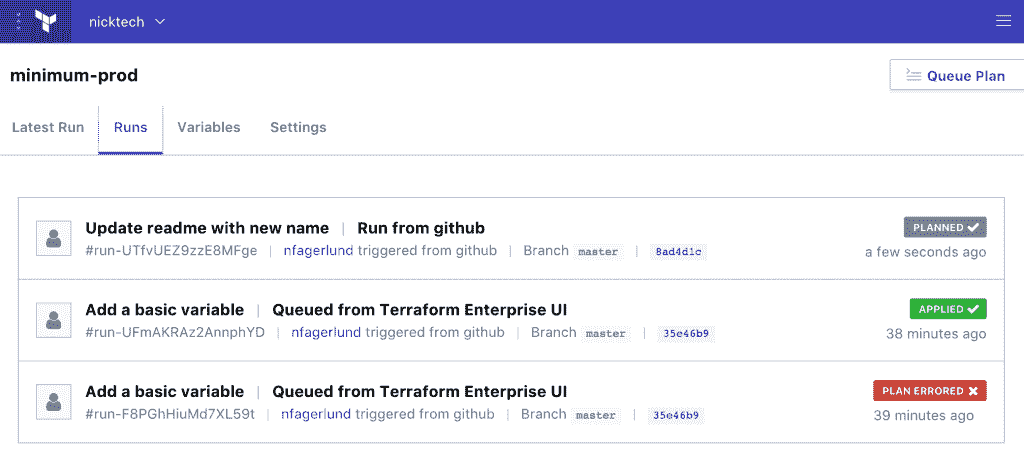 nicktech
minimum-prod
Queue Plan
Latest Run Runs Variables Settings
Update readme with new name | Run from github PLANNED
#run-UTfvUEZ9zzE8MFge | nfagerlund triggered from github | Branch master | 8ad4d1c a few seconds ago
Add a basic variable | Queued from Terraform Enterprise UI APPLIED
#run-UFmAKRAz2AnnphYD | nfagerlund triggered from github | Branch master | 35e46b9 38 minutes ago
Add a basic variable | Queued from Terraform Enterprise UI PLAN ERRORED
#run-F8PGhHiuMd7XL59t | nfagerlund triggered from github | Branch master | 35e46b9 39 minutes ago